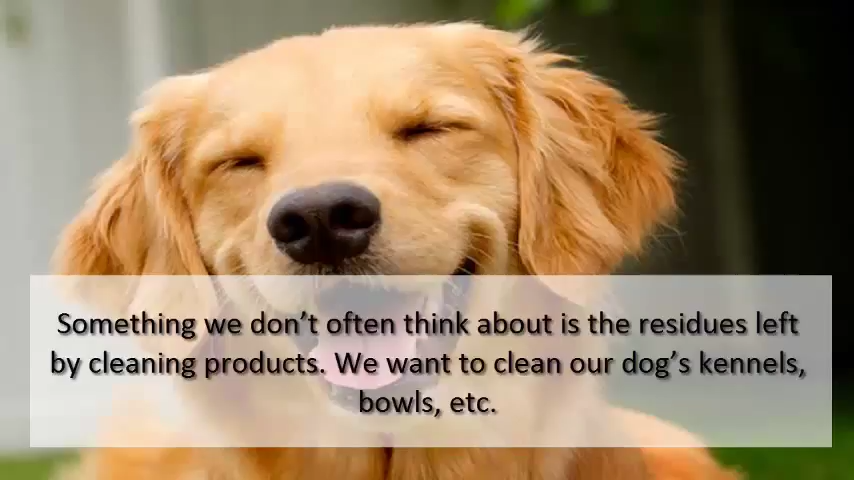 Something we don’t often think about is the residues left
by cleaning products. We want to clean our dog’s kennels,
bowls, etc.